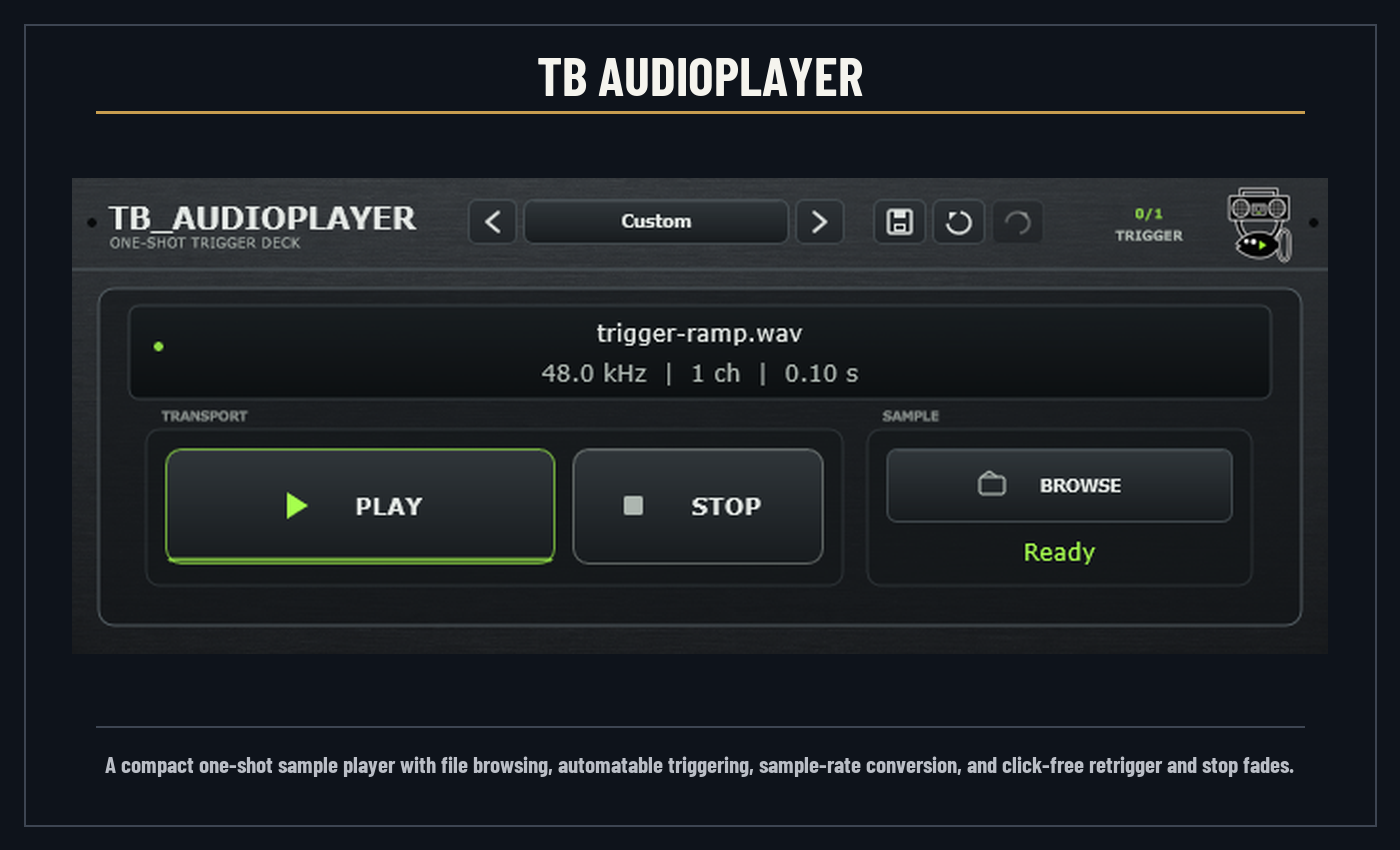 TB AUDIOPLAYER
TB_AUDIOPLAYER
ONE-SHOT TRIGGER DECK
Custom
0/1
TRIGGER
trigger-ramp.wav
48.0 kHz | 1 ch | 0.10 s
TRANSPORT
SAMPLE
PLAY
STOP
BROWSE
Ready
A compact one-shot sample player with file browsing, automatable triggering, sample-rate conversion, and click-free retrigger and stop fades.